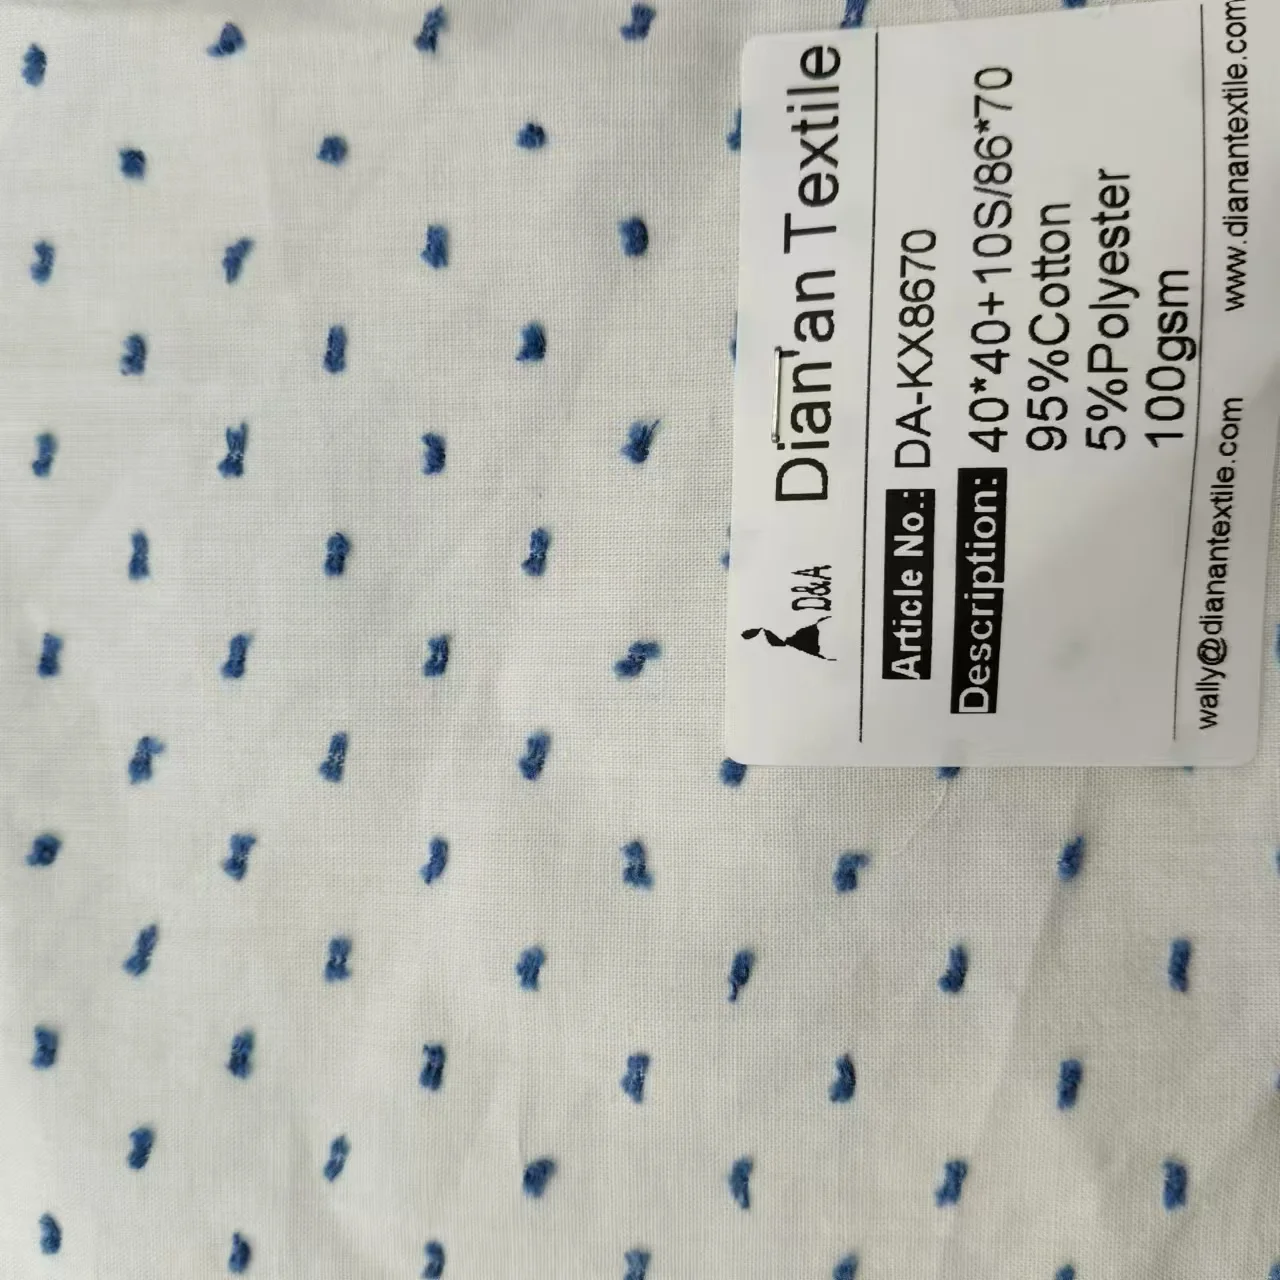 D&A Dian'an Textile
Article No.: DA-KX8670
Description: 40*40+10S/86*70
95%Cotton
5%Polyester
100gsm
wally@dianantextile.com www.dianantextile.com